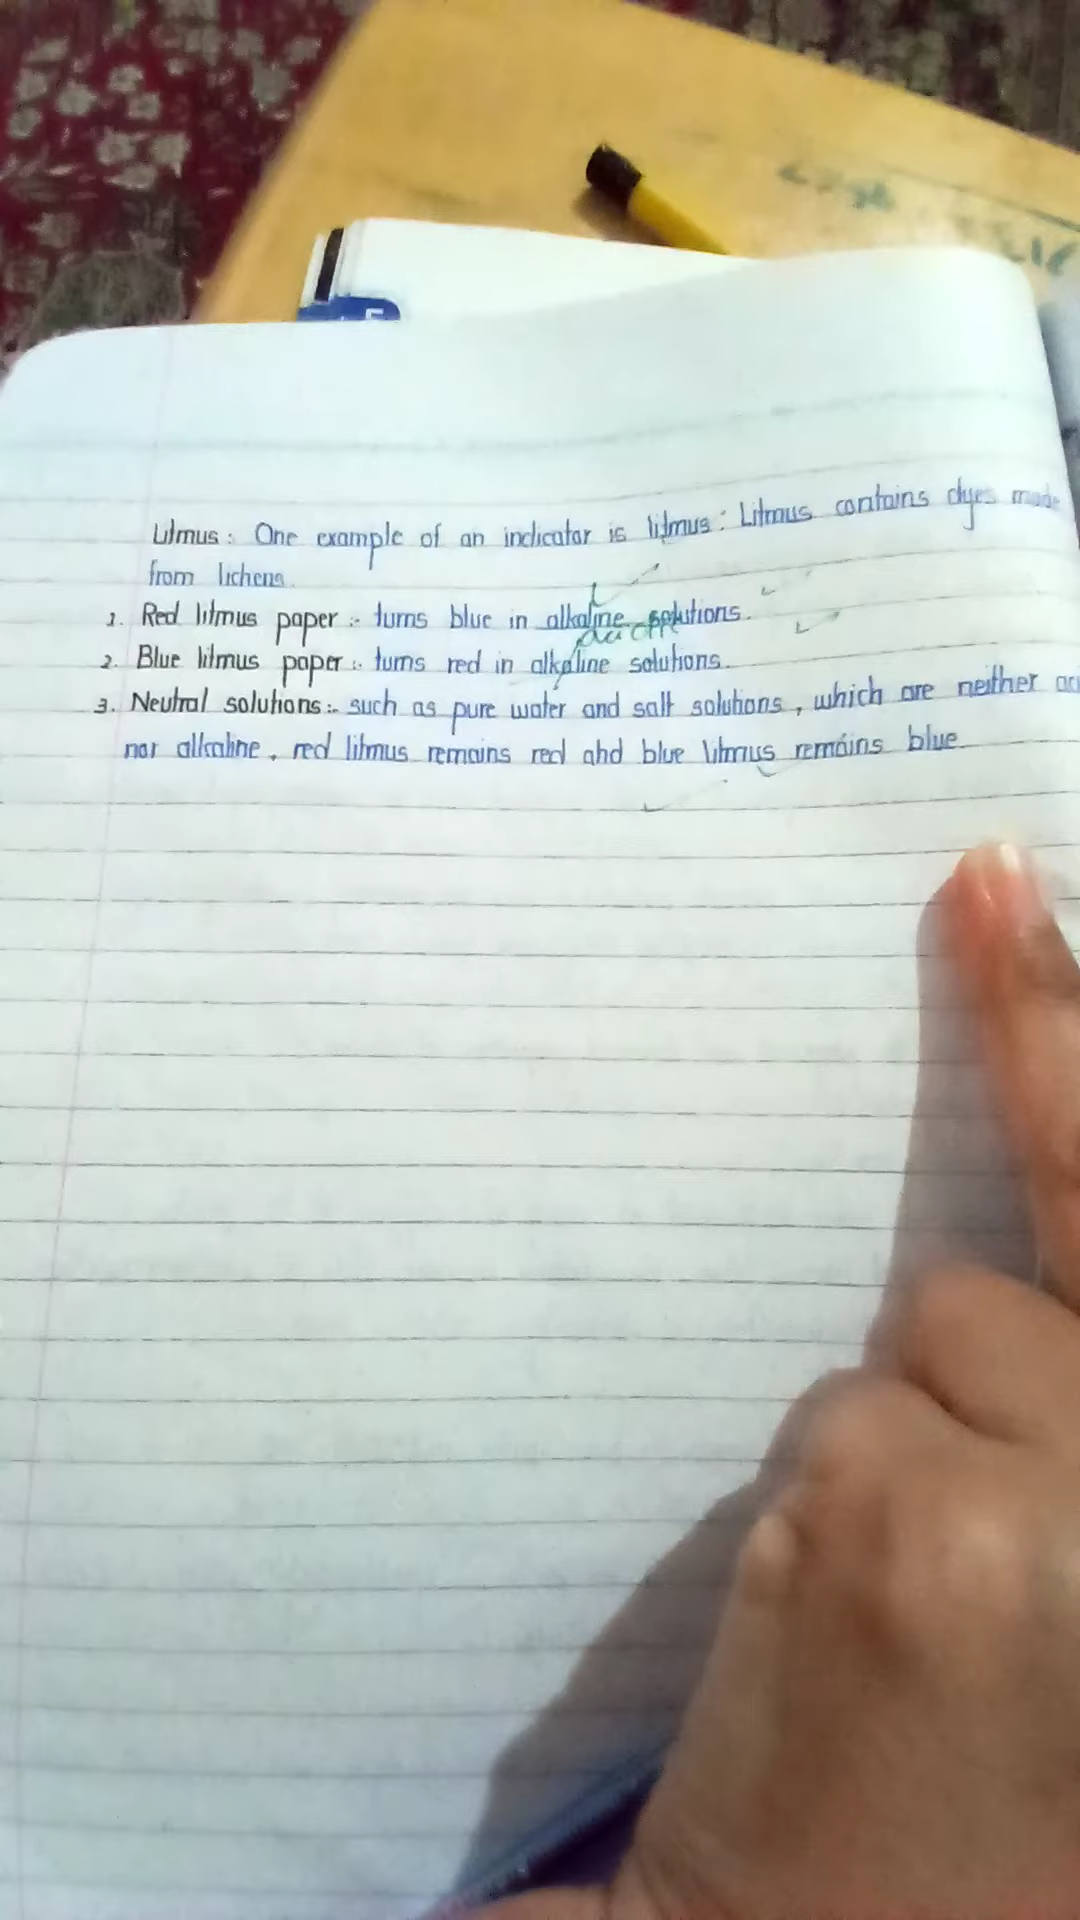 Litmus : One example of an indicator is litmus : Litmus contains dyes made
from lichens.
1. Red litmus paper :- turns blue in alkaline solutions.
acidic
2. Blue litmus paper :- turns red in alkaline solutions.
3. Neutral solutions :- such as pure water and salt solutions, which are neither
nor alkaline, red litmus remains red and blue litmus remains blue.